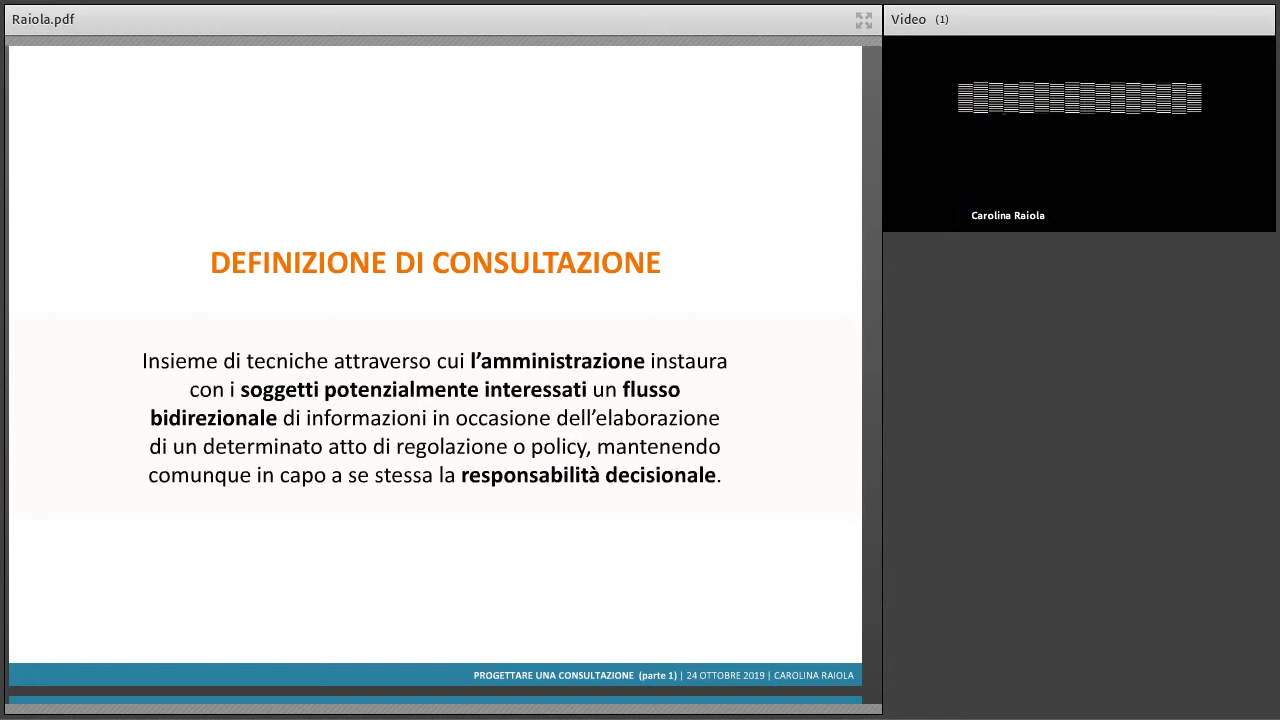 Raiola.pdf
Video (1)
Carolina Raiola
DEFINIZIONE DI CONSULTAZIONE
Insieme di tecniche attraverso cui l’amministrazione instaura
con i soggetti potenzialmente interessati un flusso
bidirezionale di informazioni in occasione dell’elaborazione
di un determinato atto di regolazione o policy, mantenendo
comunque in capo a se stessa la responsabilità decisionale.
PROGETTARE UNA CONSULTAZIONE (parte 1) | 24 OTTOBRE 2019 | CAROLINA RAIOLA